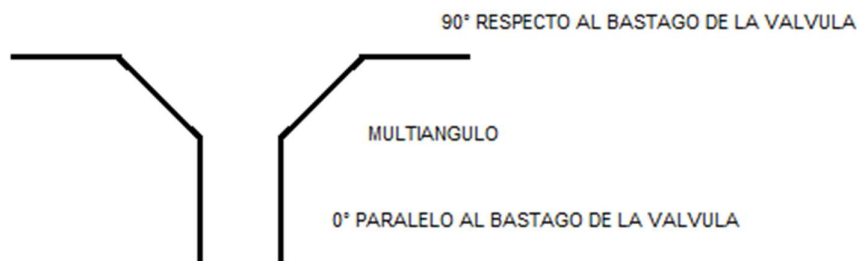 90° RESPECTO AL BASTAGO DE LA VALVULA
MULTIANGULO
0° PARALELO AL BASTAGO DE LA VALVULA